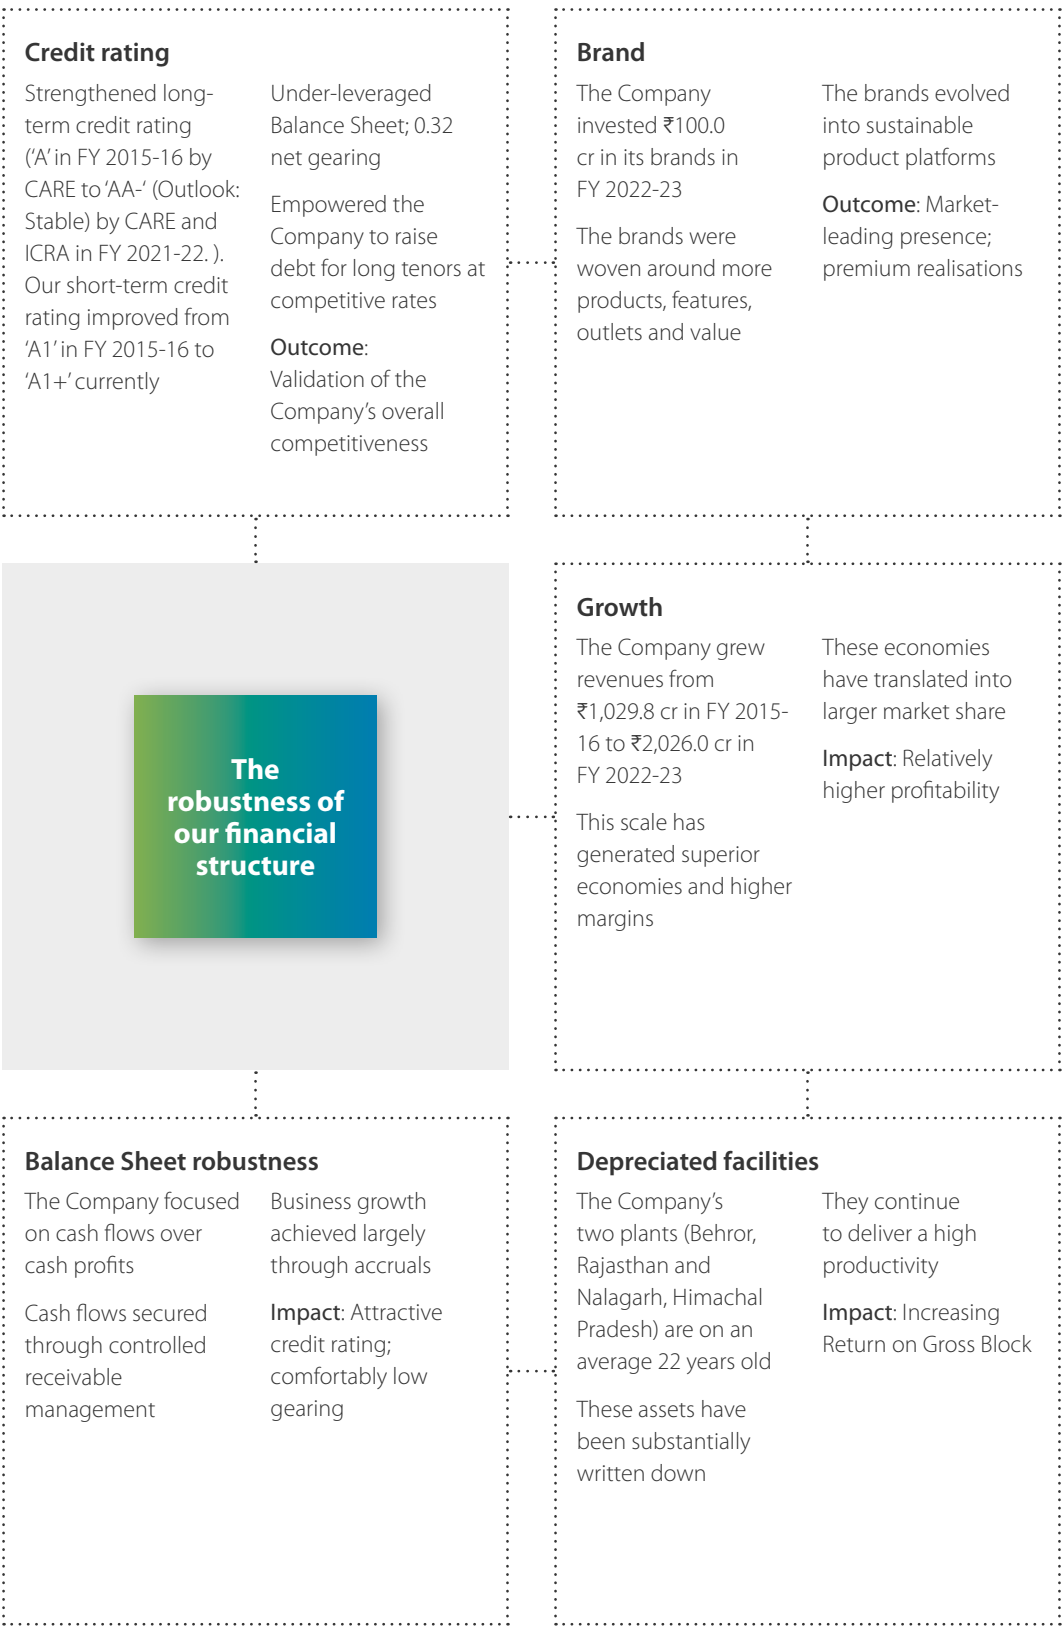 Credit rating
Strengthened long-
term credit rating
(‘A’ in FY 2015-16 by
CARE to ‘AA-‘ (Outlook:
Stable) by CARE and
ICRA in FY 2021-22. ).
Our short-term credit
rating improved from
‘A1’ in FY 2015-16 to
‘A1+’ currently
Under-leveraged
Balance Sheet; 0.32
net gearing
Empowered the
Company to raise
debt for long tenors at
competitive rates
Outcome:
Validation of the
Company’s overall
competitiveness
Brand
The Company
invested ₹100.0
cr in its brands in
FY 2022-23
The brands were
woven around more
products, features,
outlets and value
The brands evolved
into sustainable
product platforms
Outcome: Market-
leading presence;
premium realisations
The
robustness of
our financial
structure
Growth
The Company grew
revenues from
₹1,029.8 cr in FY 2015-
16 to ₹2,026.0 cr in
FY 2022-23
This scale has
generated superior
economies and higher
margins
These economies
have translated into
larger market share
Impact: Relatively
higher profitability
Balance Sheet robustness
The Company focused
on cash flows over
cash profits
Cash flows secured
through controlled
receivable
management
Business growth
achieved largely
through accruals
Impact: Attractive
credit rating;
comfortably low
gearing
Depreciated facilities
The Company’s
two plants (Behror,
Rajasthan and
Nalagarh, Himachal
Pradesh) are on an
average 22 years old
These assets have
been substantially
written down
They continue
to deliver a high
productivity
Impact: Increasing
Return on Gross Block